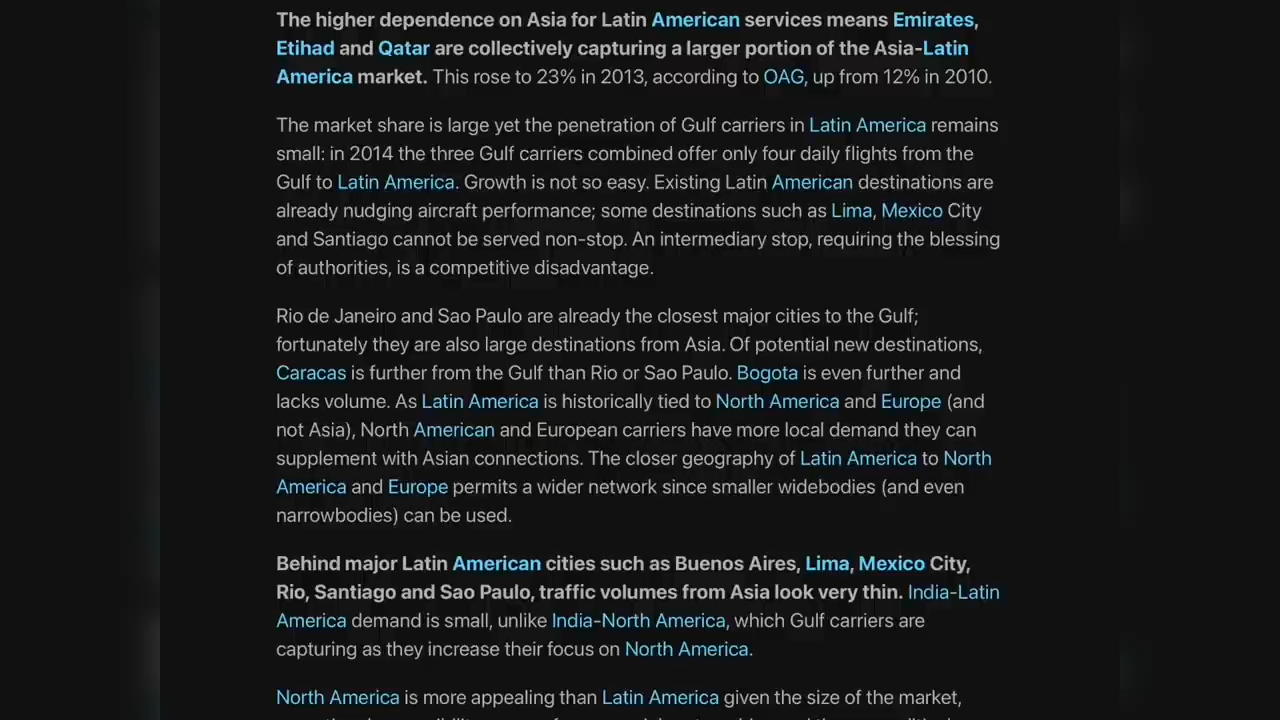 The higher dependence on Asia for Latin American services means Emirates,
Etihad and Qatar are collectively capturing a larger portion of the Asia-Latin
America market. This rose to 23% in 2013, according to OAG, up from 12% in 2010.
The market share is large yet the penetration of Gulf carriers in Latin America remains
small: in 2014 the three Gulf carriers combined offer only four daily flights from the
Gulf to Latin America. Growth is not so easy. Existing Latin American destinations are
already nudging aircraft performance; some destinations such as Lima, Mexico City
and Santiago cannot be served non-stop. An intermediary stop, requiring the blessing
of authorities, is a competitive disadvantage.
Rio de Janeiro and Sao Paulo are already the closest major cities to the Gulf;
fortunately they are also large destinations from Asia. Of potential new destinations,
Caracas is further from the Gulf than Rio or Sao Paulo. Bogota is even further and
lacks volume. As Latin America is historically tied to North America and Europe (and
not Asia), North American and European carriers have more local demand they can
supplement with Asian connections. The closer geography of Latin America to North
America and Europe permits a wider network since smaller widebodies (and even
narrowbodies) can be used.
Behind major Latin American cities such as Buenos Aires, Lima, Mexico City,
Rio, Santiago and Sao Paulo, traffic volumes from Asia look very thin. India-Latin
America demand is small, unlike India-North America, which Gulf carriers are
capturing as they increase their focus on North America.
North America is more appealing than Latin America given the size of the market,